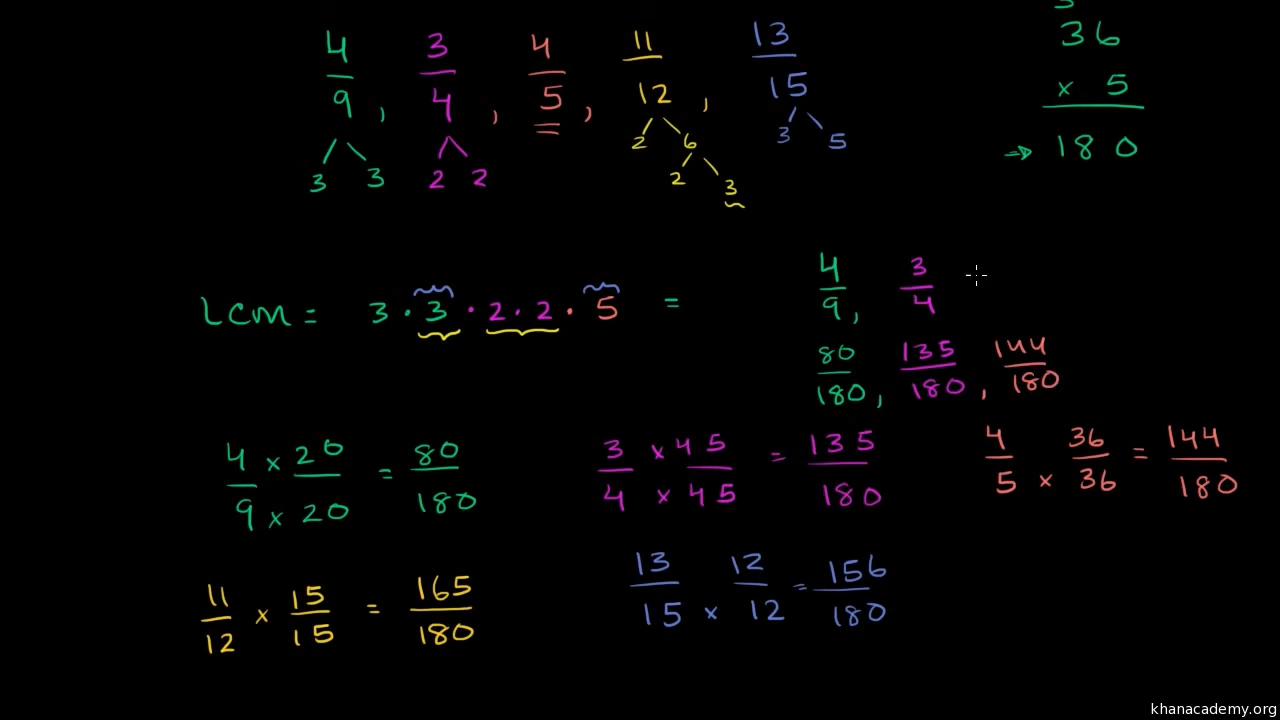 4/9, 3/4, 4/5, 11/12, 13/15
3 3 2 2 2 6 3 5
2 3
36
x 5
→ 180
LCM = 3 · 3 · 2 · 2 · 5 =
4/9, 3/4
80/180, 135/180, 144/180
4/9 x 20/20 = 80/180
3/4 x 45/45 = 135/180
4/5 x 36/36 = 144/180
11/12 x 15/15 = 165/180
13/15 x 12/12 = 156/180
khanacademy.org